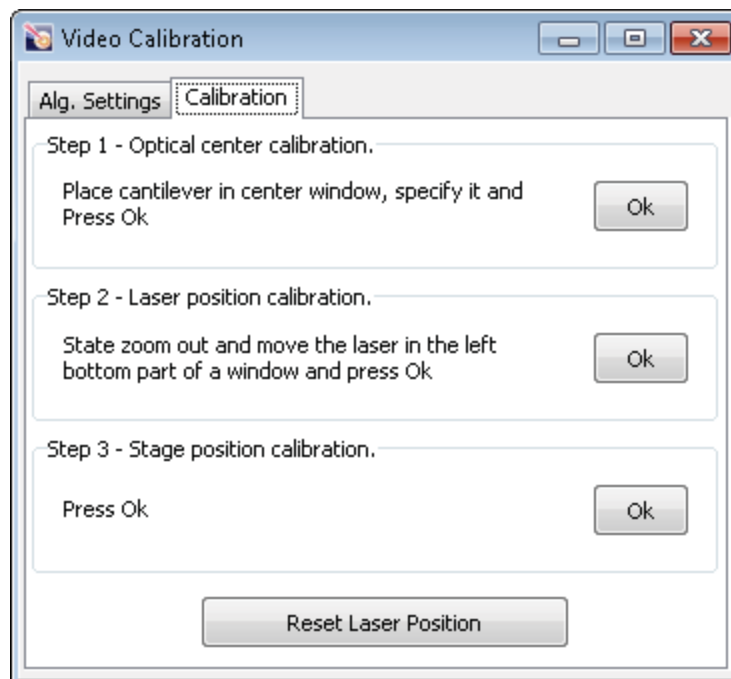 Video Calibration
Alg. Settings
Calibration
Step 1 - Optical center calibration.
Place cantilever in center window, specify it and
Press Ok
Ok
Step 2 - Laser position calibration.
State zoom out and move the laser in the left
bottom part of a window and press Ok
Ok
Step 3 - Stage position calibration.
Press Ok
Ok
Reset Laser Position